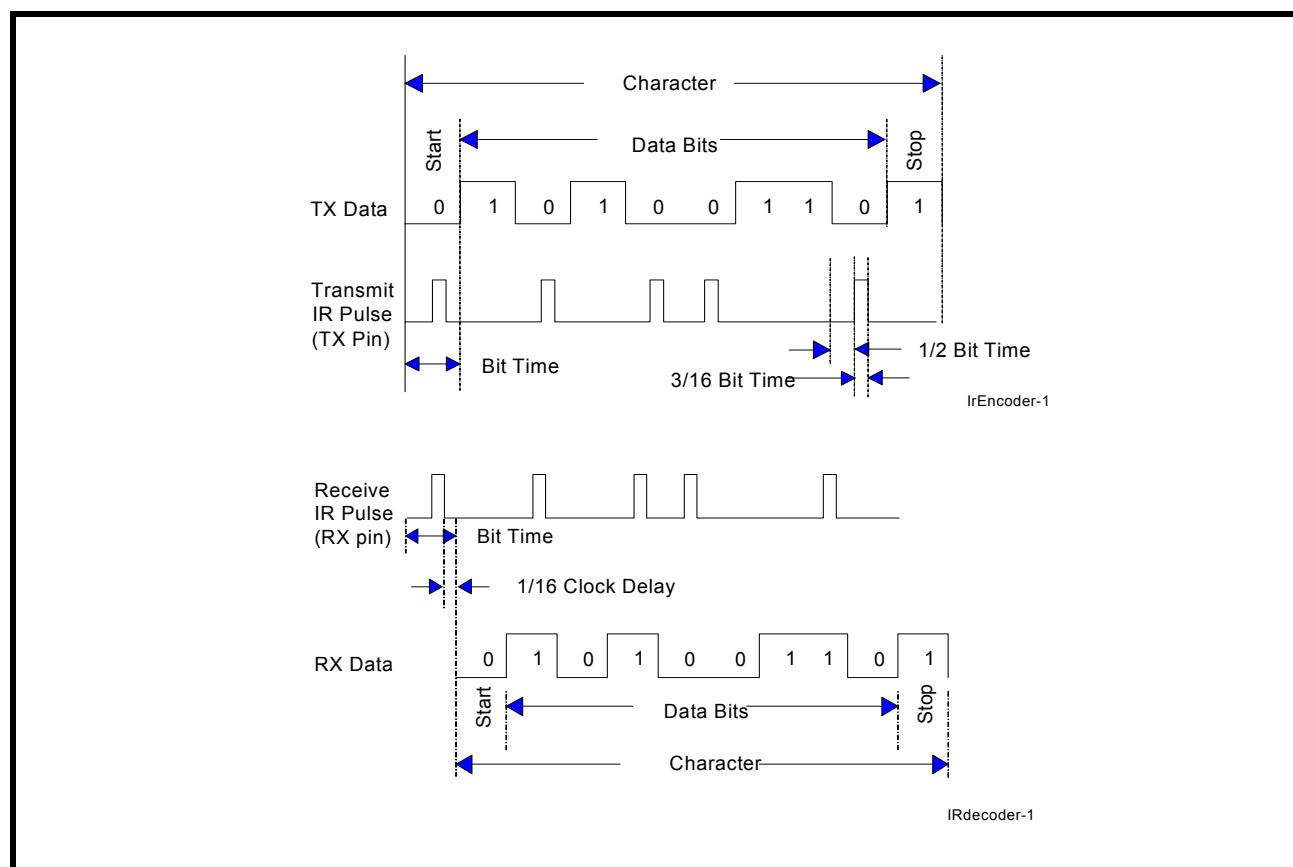 Character
Start
Data Bits
Stop
TX Data
0 1 0 1 0 0 1 1 0 1
Transmit
IR Pulse
(TX Pin)
Bit Time
1/2 Bit Time
3/16 Bit Time
IrEncoder-1
Receive
IR Pulse
(RX pin)
Bit Time
1/16 Clock Delay
RX Data
0 1 0 1 0 0 1 1 0 1
Start
Data Bits
Stop
Character
IRdecoder-1